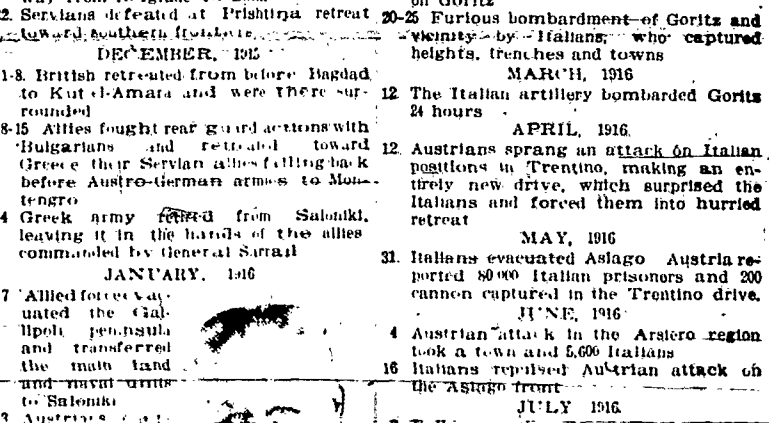 2. Servians defeated at Prishtina retreat
toward southern frontiers
DECEMBER, 1915
1-8. British retreated from before Bagdad
to Kut-el-Amara and were there sur-
rounded
8-15 Allies fought rear guard actions with
Bulgarians and retreated toward
Greece their Servian allies falling back
before Austro-German armies to Mon-
tengro
4 Greek army retired from Saloniki,
leaving it in the hands of the allies
commanded by General Sarrail
JANUARY, 1916
7 Allied forces vac-
uated the Gal-
lipoli peninsula
and transferred
the main land
and naval units
to Saloniki
3 Austrians
on Goritz
20-25 Furious bombardment of Goritz and
vicinity by Italians, who captured
heights, trenches and towns
MARCH, 1916
12 The Italian artillery bombarded Goritz
24 hours
APRIL, 1916.
12. Austrians sprang an attack on Italian
positions in Trentino, making an en-
tirely new drive, which surprised the
Italians and forced them into hurried
retreat
MAY, 1916
31. Italians evacuated Asiago Austria re-
ported 80000 Italian prisoners and 200
cannon captured in the Trentino drive.
JUNE, 1916
4 Austrian attack in the Arsiero region
took a town and 5,600 Italians
16 Italians repulsed Austrian attack on
the Asiago front
JULY 1916.